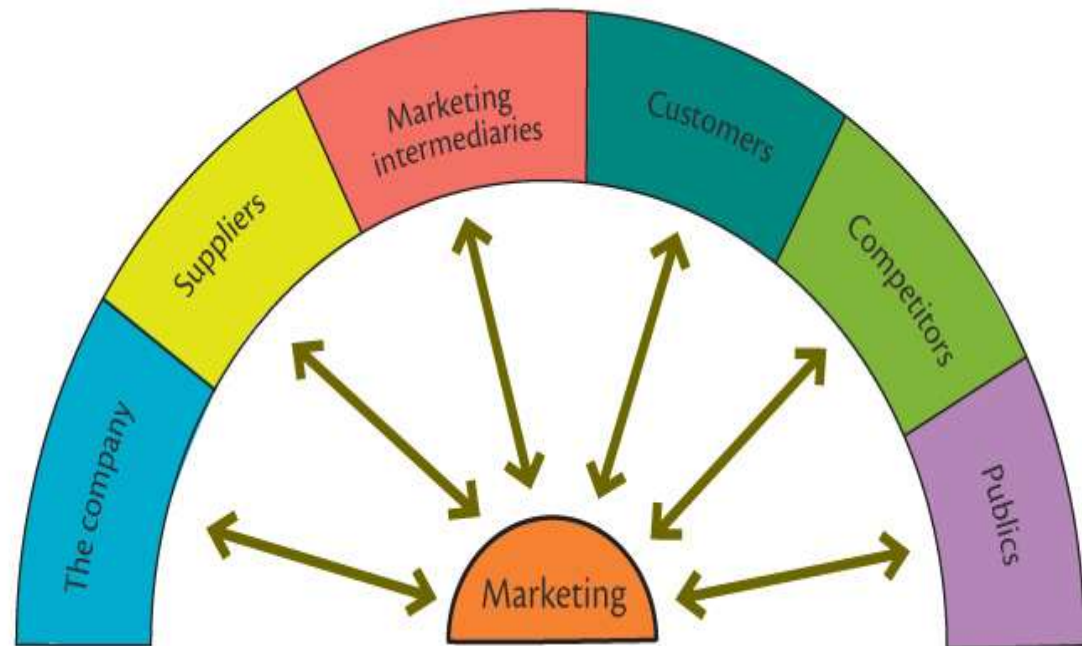 The company
Suppliers
Marketing
intermediaries
Customers
Competitors
Publics
Marketing